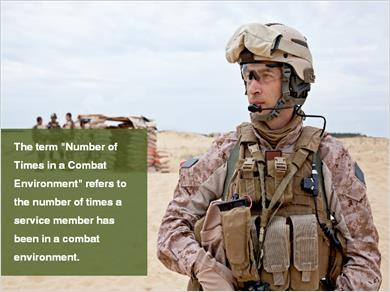 The term "Number of
Times in a Combat
Environment" refers to
the number of times a
service member has
been in a combat
environment.